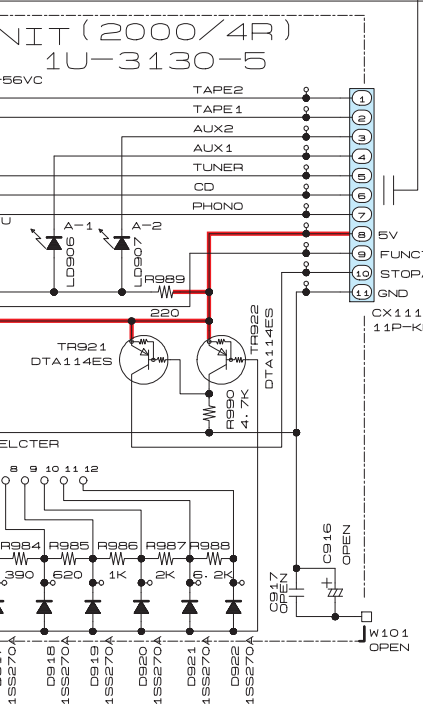 NIT (2000/4R)
1U-3130-5
-56VC
TAPE2
1
TAPE1
2
AUX2
3
AUX1
4
TUNER
5
CD
6
PHONO
7
U
A-1
A-2
8
5V
LD906
LD907
9
FUNCT
R989
10
STOP/
11
GND
220
CX111
11P-K
TR921
DTA114ES
TR922
DTA114ES
R990
4.7K
ELCTER
8 9 10 11 12
R984
R985
R986
R987
R988
390
620
1K
2K
6.2K
C916
OPEN
C917
OPEN
W101
OPEN
1SS270A
D918
1SS270A
D919
1SS270A
D920
1SS270A
D921
1SS270A
D922
1SS270A